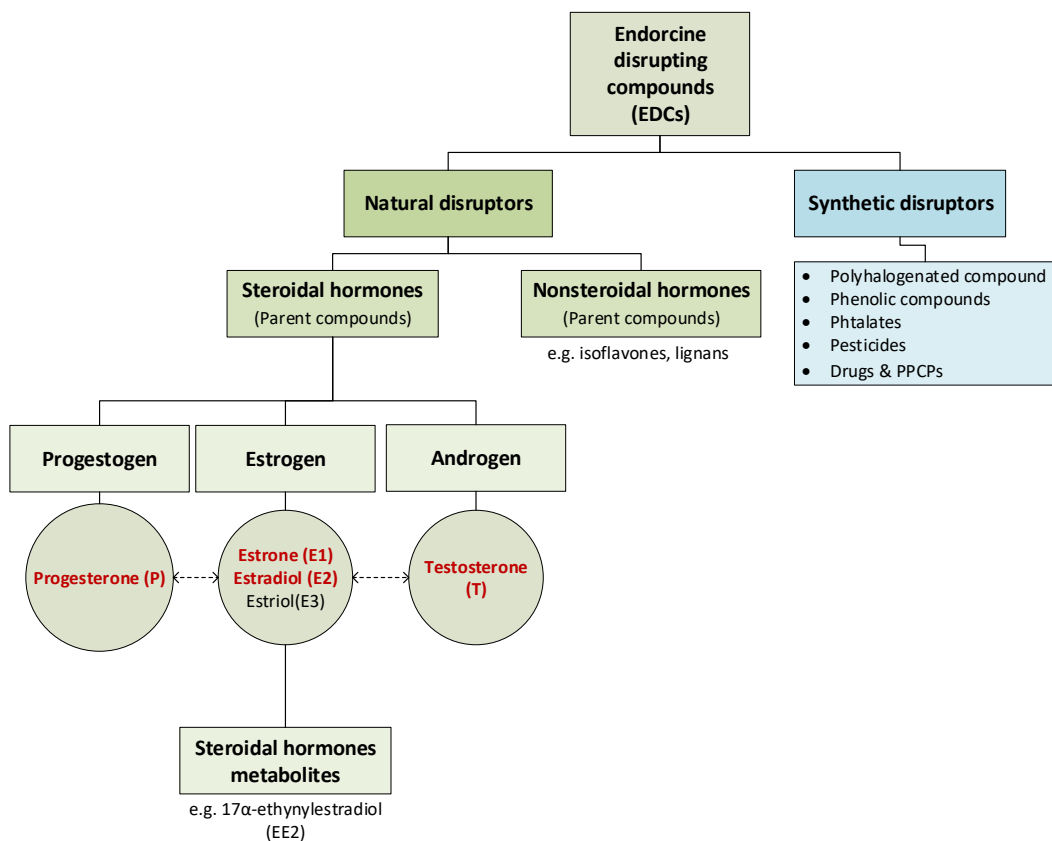 Endorcine
disrupting
compounds
(EDCs)
Natural disruptors
Synthetic disruptors
Steroidal hormones
(Parent compounds)
Nonsteroidal hormones
(Parent compounds)
e.g. isoflavones, lignans
• Polyhalogenated compound
• Phenolic compounds
• Phtalates
• Pesticides
• Drugs & PPCPs
Progestogen
Estrogen
Androgen
Progesterone (P)
Estrone (E1)
Estradiol (E2)
Estriol(E3)
Testosterone
(T)
Steroidal hormones
metabolites
e.g. 17α-ethynylestradiol
(EE2)